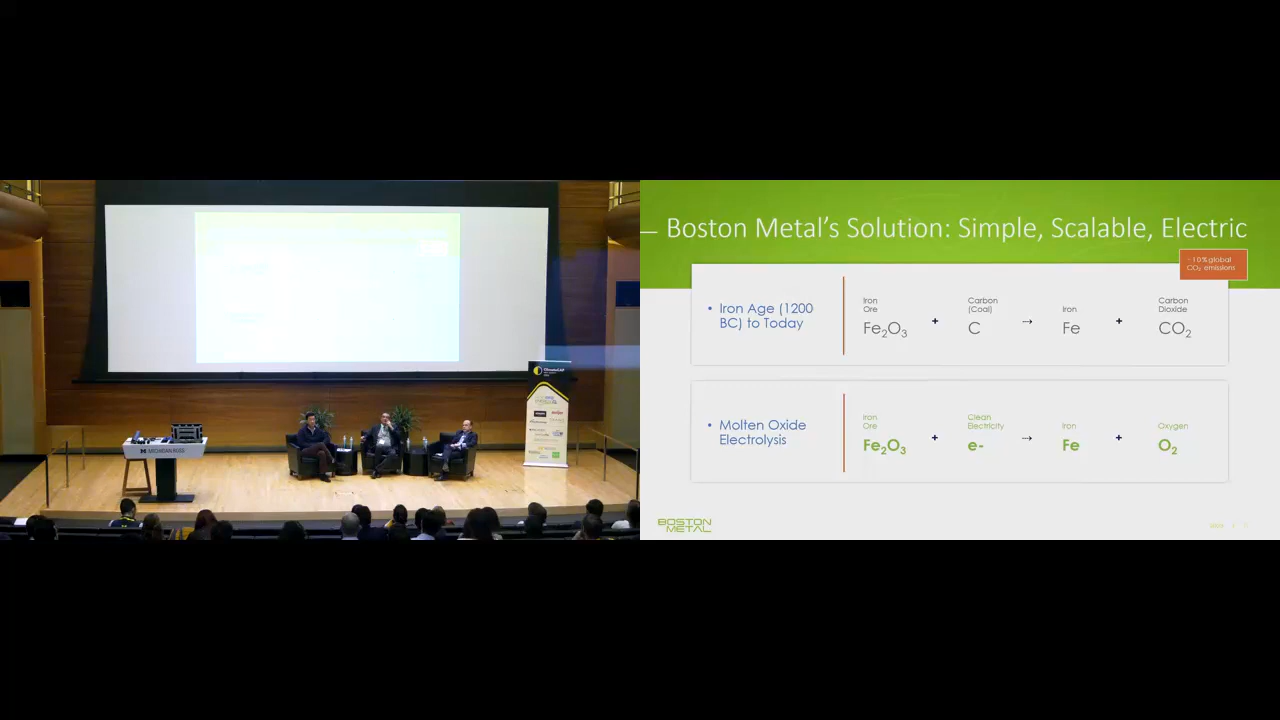 Boston Metal's Solution: Simple, Scalable, Electric
~10% global
CO₂ emissions
• Iron Age (1200
BC) to Today
Iron
Ore
Carbon
(Coal)
Iron
Carbon
Dioxide
Fe₂O₃ + C → Fe + CO₂
• Molten Oxide
Electrolysis
Iron
Ore
Clean
Electricity
Iron
Oxygen
Fe₂O₃ + e- → Fe + O₂
BOSTON
METAL
M MICHIGAN ROSS